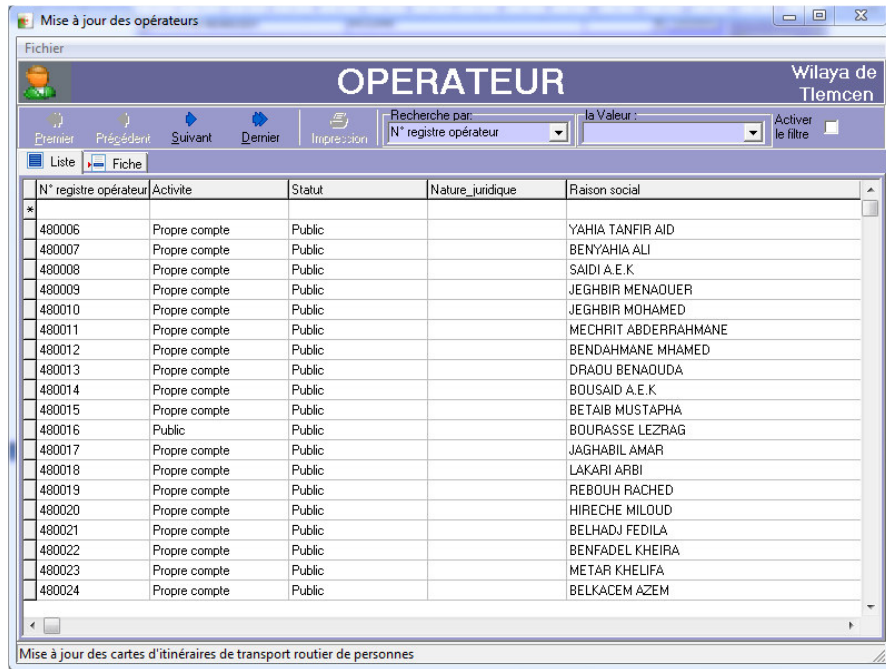 Mise à jour des opérateurs
Fichier
OPERATEUR
Wilaya de
Tlemcen
Premier Précédent Suivant Dernier Impression
Recherche par:
N° registre opérateur
la Valeur :
Activer
le filtre
Liste Fiche
N° registre opérateur Activite Statut Nature_juridique Raison social
*
480006 Propre compte Public YAHIA TANFIR AID
480007 Propre compte Public BENYAHIA ALI
480008 Propre compte Public SAIDI A.E.K
480009 Propre compte Public JEGHBIR MENAOUER
480010 Propre compte Public JEGHBIR MOHAMED
480011 Propre compte Public MECHRIT ABDERRAHMANE
480012 Propre compte Public BENDAHMANE MHAMED
480013 Propre compte Public DRAOU BENAOUDA
480014 Propre compte Public BOUSAID A.E.K
480015 Propre compte Public BETAIB MUSTAPHA
480016 Public Public BOURASSE LEZRAG
480017 Propre compte Public JAGHABIL AMAR
480018 Propre compte Public LAKARI ARBI
480019 Propre compte Public REBOUH RACHED
480020 Propre compte Public HIRECHE MILOUD
480021 Propre compte Public BELHADJ FEDILA
480022 Propre compte Public BENFADEL KHEIRA
480023 Propre compte Public METAR KHELIFA
480024 Propre compte Public BELKACEM AZEM
Mise à jour des cartes d'itinéraires de transport routier de personnes